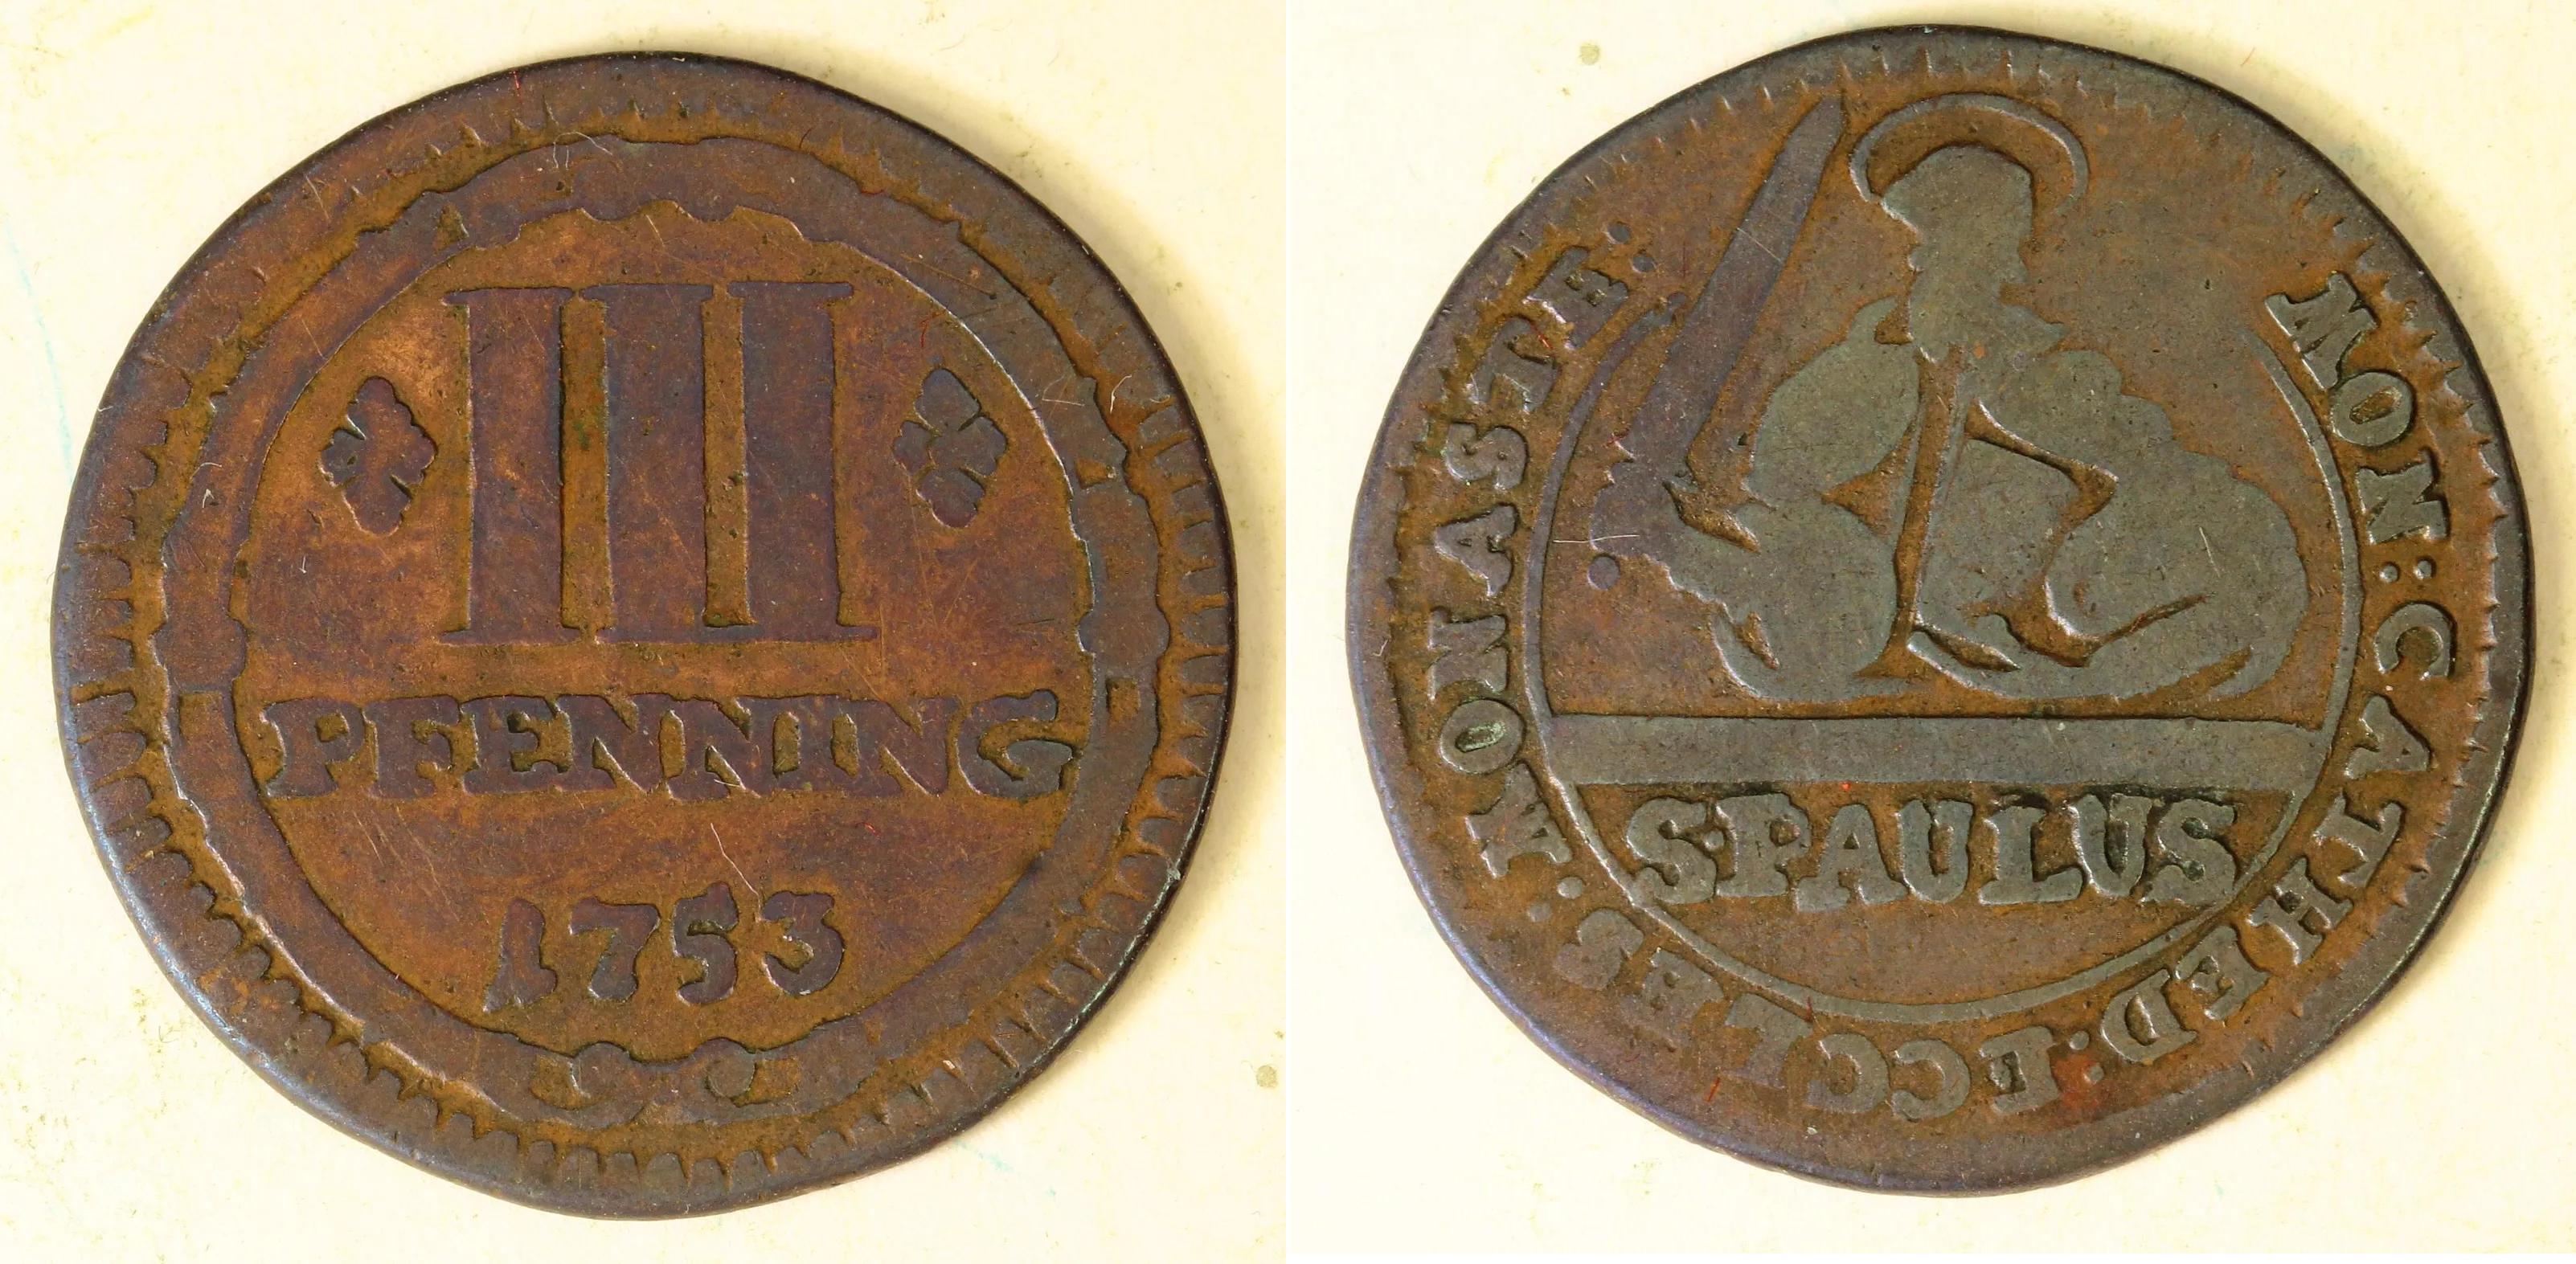 III
PFENNING
1753
MON:CATHED:ECCLES:MONASTE:
S·PAULUS